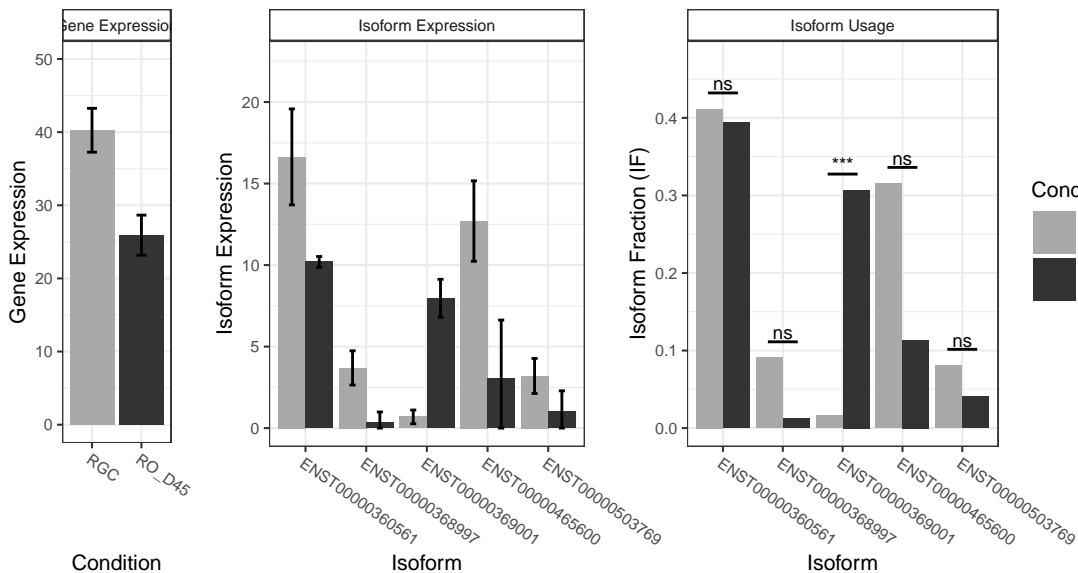 Gene Expression
Isoform Expression
Isoform Usage
Gene Expression
50
40
30
20
10
0
RGC
RO_D45
Condition
Isoform Expression
20
15
10
5
0
ENST00000360561
ENST00000368997
ENST00000369001
ENST00000465600
ENST00000503769
Isoform
Isoform Fraction (IF)
0.4
0.3
0.2
0.1
0.0
ns
ns
***
ns
ns
ENST00000360561
ENST00000368997
ENST00000369001
ENST00000465600
ENST00000503769
Isoform
Cond